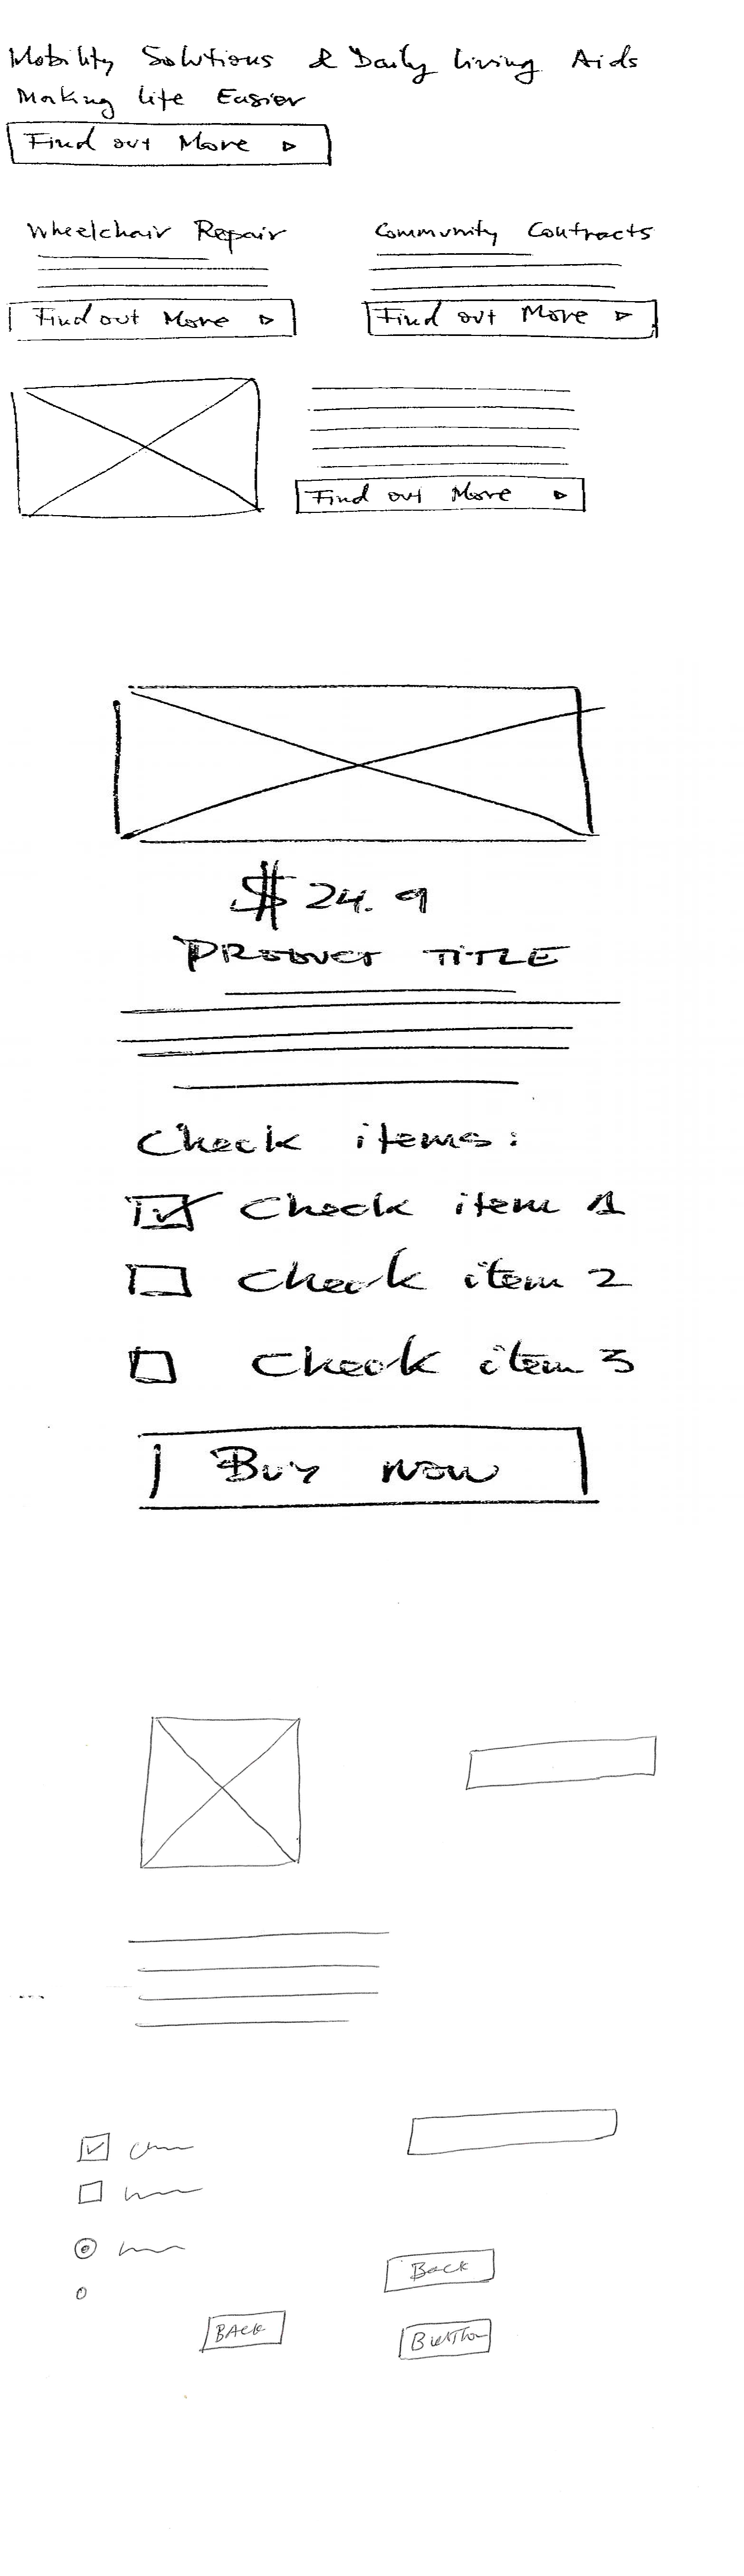 Mobility Solutions & Daily Living Aids
Making life Easier
Find out More
Wheelchair Repair
Community Contracts
Find out More
Find out More
Find out More
$ 24.9
PRODUCT TITLE
Check items:
Check item 1
Check item 2
Check item 3
Buy now
Back
BACK
Button